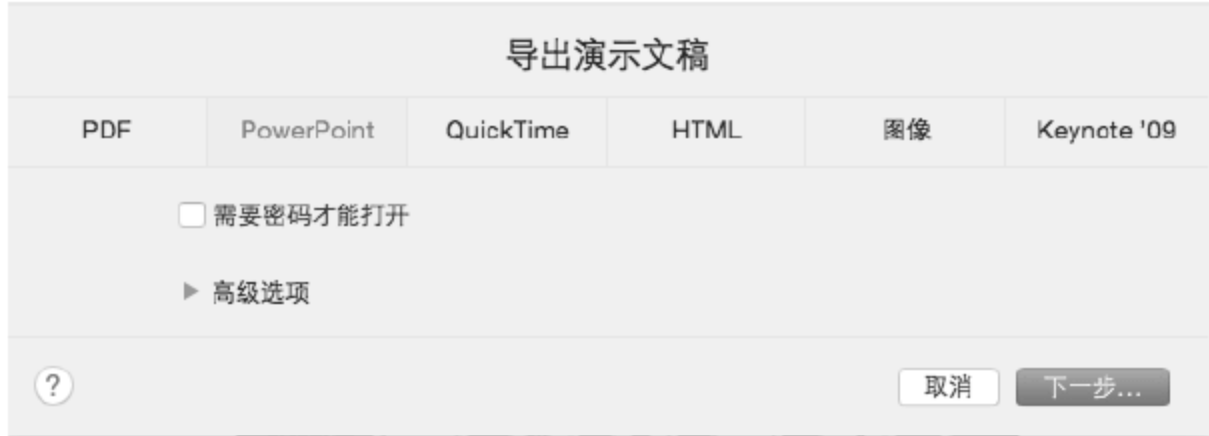 导出演示文稿
PDF PowerPoint QuickTime HTML 图像 Keynote '09
需要密码才能打开
高级选项
? 取消 下一步...